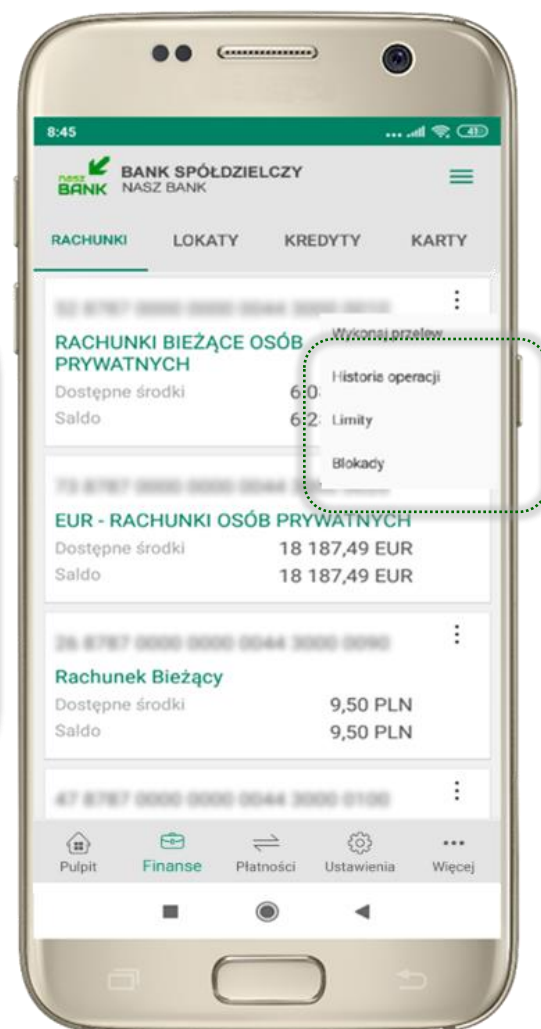 8:45
41
nasz
BANK
BANK SPÓŁDZIELCZY
NASZ BANK
RACHUNKI LOKATY KREDYTY KARTY
Wykonaj przelew
RACHUNKI BIEŻĄCE OSÓB
PRYWATNYCH
Historia operacji
Dostępne środki
Saldo
Limity
Blokady
EUR - RACHUNKI OSÓB PRYWATNYCH
Dostępne środki 18 187,49 EUR
Saldo 18 187,49 EUR
Rachunek Bieżący
Dostępne środki 9,50 PLN
Saldo 9,50 PLN
Pulpit Finanse Płatności Ustawienia Więcej